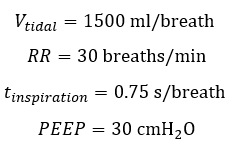 V_tidal = 1500 ml/breath
RR = 30 breaths/min
t_inspiration = 0.75 s/breath
PEEP = 30 cmH₂O